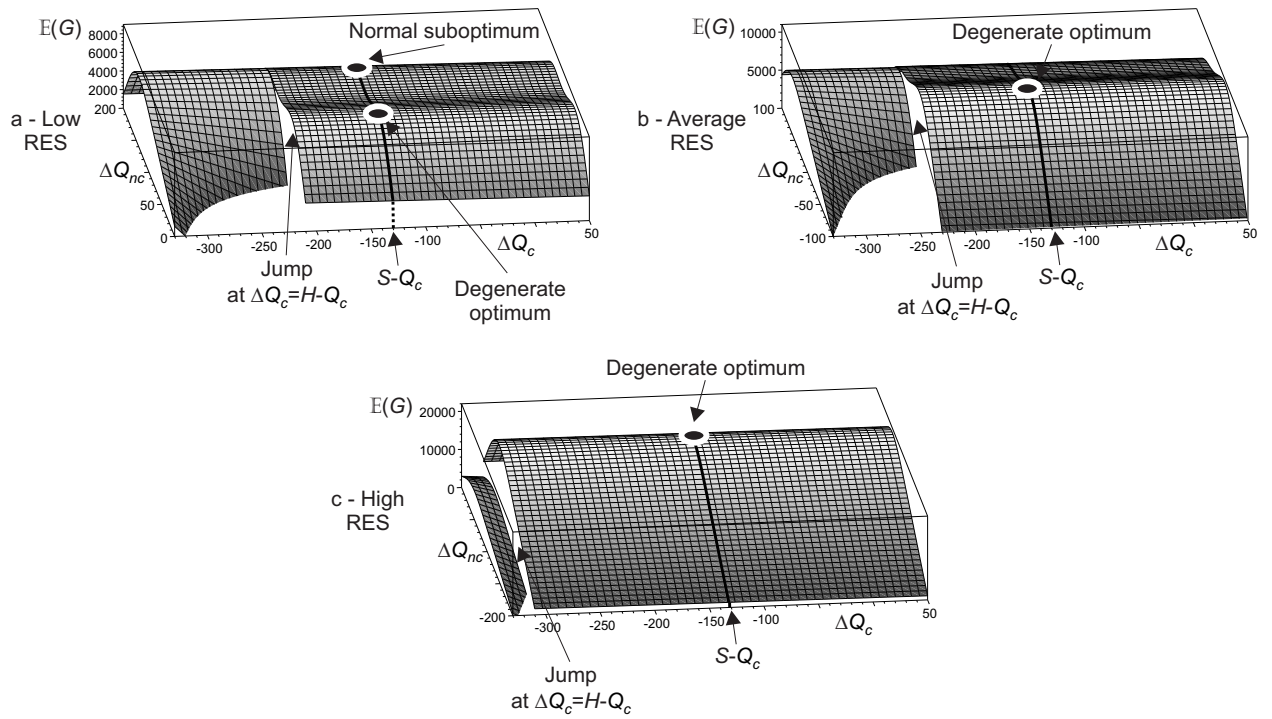 𝔼(G)
8000
6000
4000
2000
200
a - Low
RES
ΔQnc
50
0
-300
-250
-200
-150
-100
50
ΔQc
Normal suboptimum
Jump
at ΔQc=H-Qc
S-Qc
Degenerate
optimum
𝔼(G)
10000
5000
100
b - Average
RES
ΔQnc
-50
-100
-300
-250
-200
-150
-100
50
ΔQc
Degenerate optimum
Jump
at ΔQc=H-Qc
S-Qc
Degenerate optimum
𝔼(G)
20000
10000
0
c - High
RES
ΔQnc
-200
-300
-250
-200
-150
-100
50
ΔQc
S-Qc
Jump
at ΔQc=H-Qc